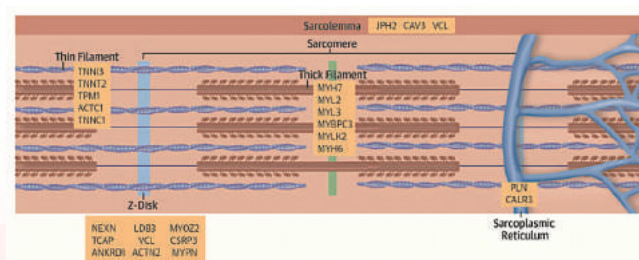 Sarcolemma JPH2 CAV3 VCL
Sarcomere
Thin Filament
TNNI3
TNNT2
TPM1
ACTC1
TNNC1
Thick Filament
MYH7
MYL2
MYL3
MYBPC3
MYLK2
MYH6
PLN
CALR3
Sarcoplasmic
Reticulum
Z-Disk
NEXN LDB3 MYOZ2
TCAP VCL CSRP3
ANKRD1 ACTN2 MYPN